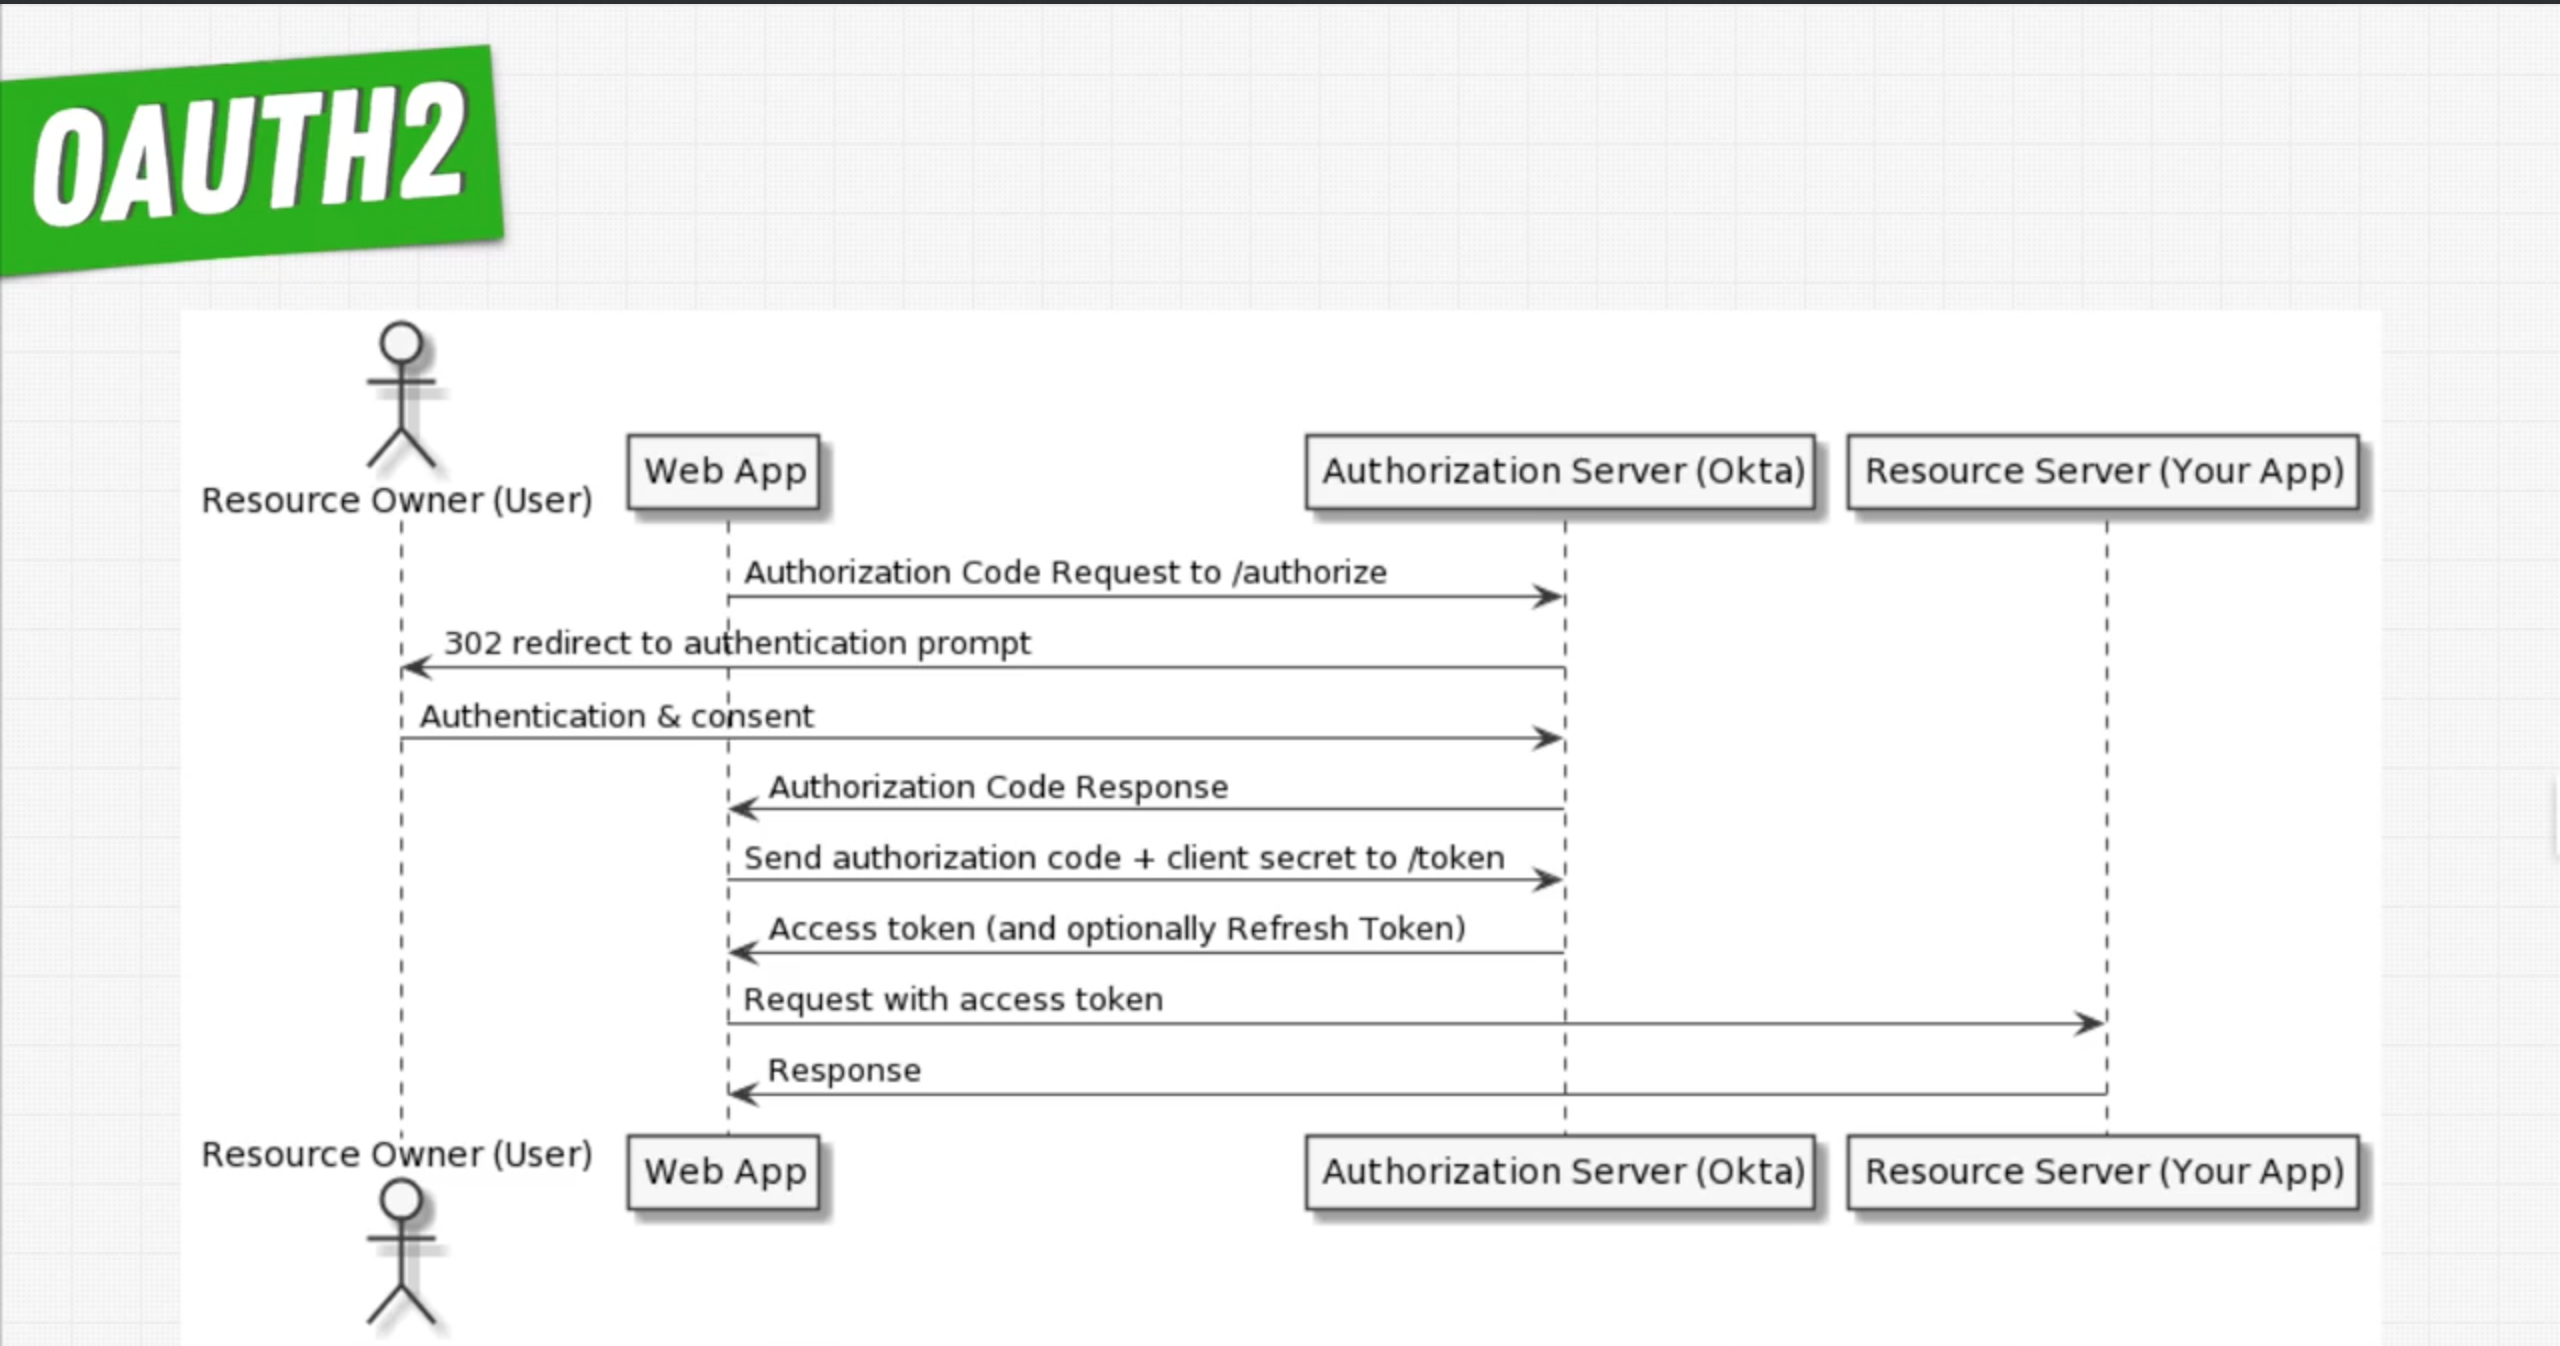 OAUTH2
Resource Owner (User)
Web App
Authorization Server (Okta)
Resource Server (Your App)
Authorization Code Request to /authorize
302 redirect to authentication prompt
Authentication & consent
Authorization Code Response
Send authorization code + client secret to /token
Access token (and optionally Refresh Token)
Request with access token
Response
Resource Owner (User)
Web App
Authorization Server (Okta)
Resource Server (Your App)